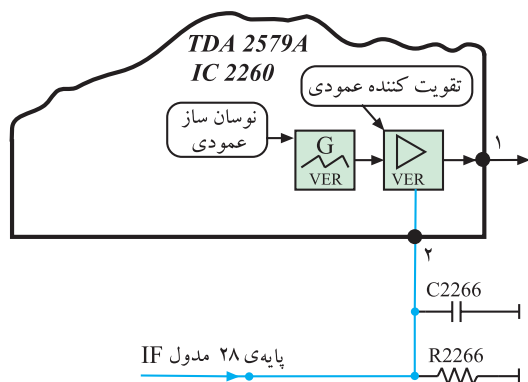 TDA 2579A
IC 2260
تقویت کننده عمودی
نوسان ساز
عمودی
G
VER
VER
۱
۲
C2266
R2266
پایه‌ی ۲۸ مدول IF